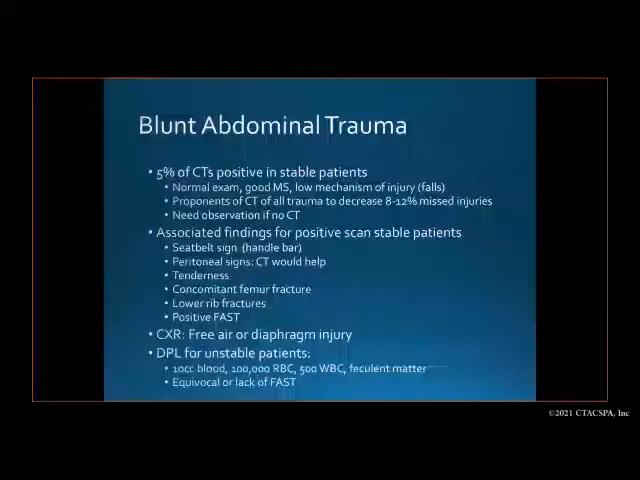 Blunt Abdominal Trauma
• 5% of CTs positive in stable patients
• Normal exam, good MS, low mechanism of injury (falls)
• Proponents of CT of all trauma to decrease 8-12% missed injuries
• Need observation if no CT
• Associated findings for positive scan stable patients
• Seatbelt sign (handle bar)
• Peritoneal signs: CT would help
• Tenderness
• Concomitant femur fracture
• Lower rib fractures
• Positive FAST
• CXR: Free air or diaphragm injury
• DPL for unstable patients:
• 10cc blood, 100,000 RBC, 500 WBC, feculent matter
• Equivocal or lack of FAST
©2021 CTACSPA, Inc